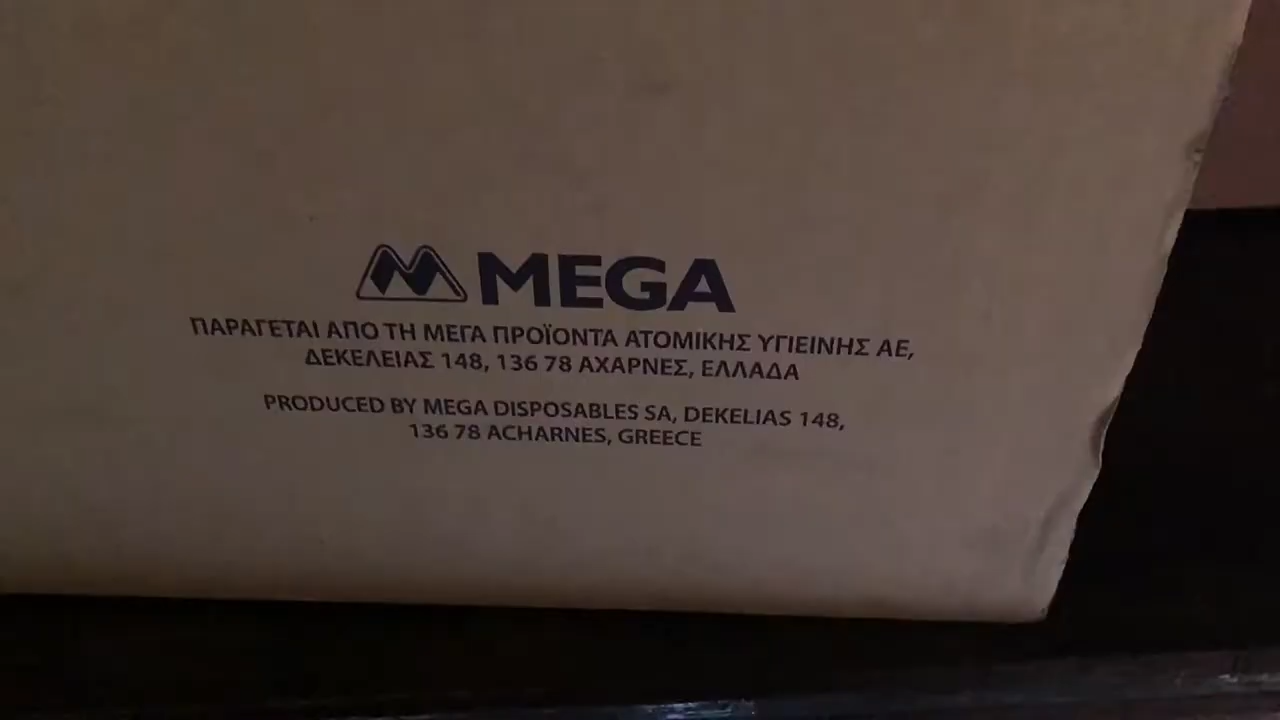 MEGA
ΠΑΡΑΓΕΤΑΙ ΑΠΟ ΤΗ ΜΕΓΑ ΠΡΟΪΟΝΤΑ ΑΤΟΜΙΚΗΣ ΥΓΙΕΙΝΗΣ ΑΕ,
ΔΕΚΕΛΕΙΑΣ 148, 136 78 ΑΧΑΡΝΕΣ, ΕΛΛΑΔΑ
PRODUCED BY MEGA DISPOSABLES SA, DEKELIAS 148,
136 78 ACHARNES, GREECE